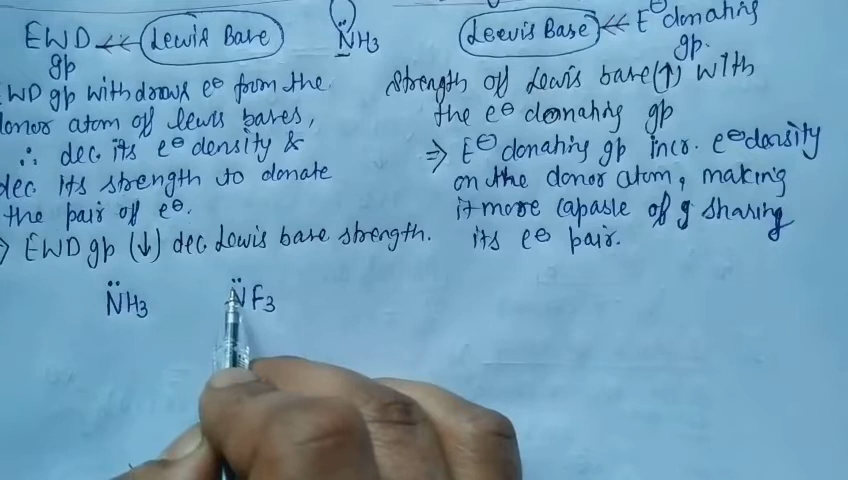 EWD gp << Lewis Base
N̈H3
Lewis Base << E⊖ donating gp.
EWD gp withdraws e⊖ from the
donor atom of lewis bases,
∴ dec. its e⊖ density &
dec. its strength to donate
the pair of e⊖.
⇒ EWD gp (↓) dec. Lewis base strength.
Strength of Lewis base(↑) with
the e⊖ donating gp
⇒ E⊖ donating gp incr. e⊖ density
on the donor atom, making
it more capable of sharing
its e⊖ pair.
N̈H3 N̈F3